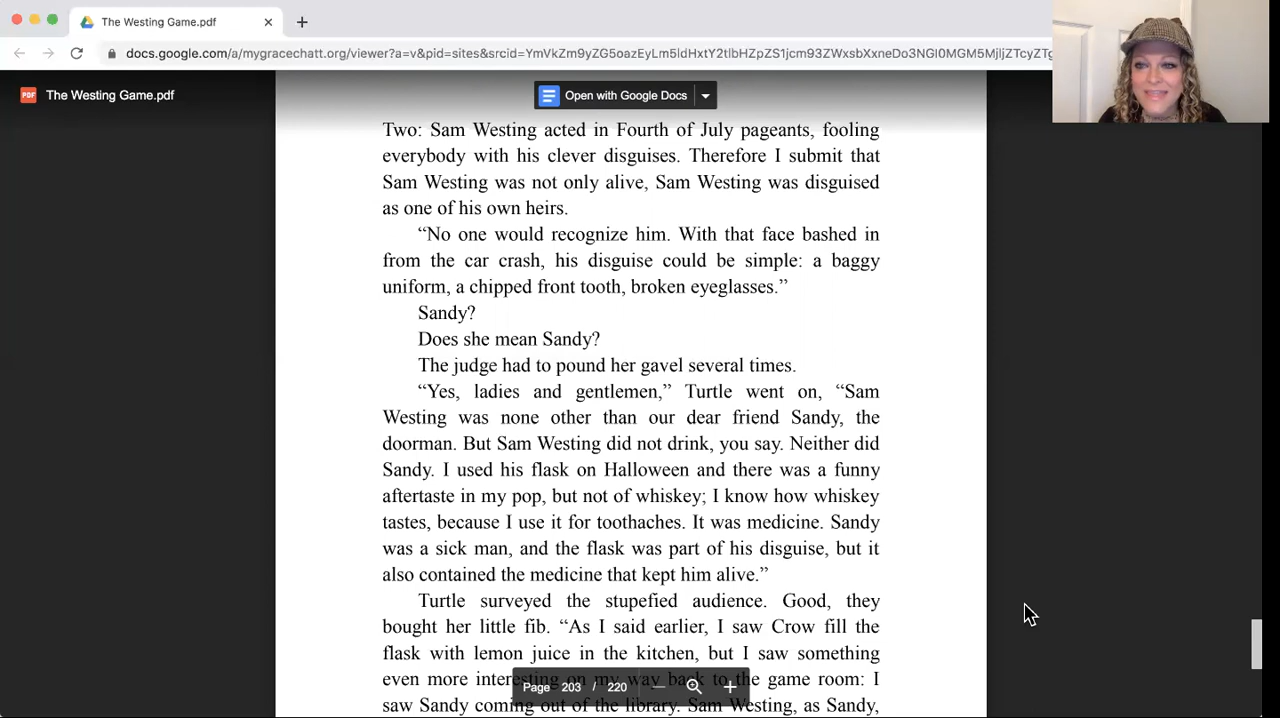 The Westing Game.pdf
docs.google.com/a/mygracechatt.org/viewer?a=v&pid=sites&srcid=
The Westing Game.pdf
Open with Google Docs
Two: Sam Westing acted in Fourth of July pageants, fooling
everybody with his clever disguises. Therefore I submit that
Sam Westing was not only alive, Sam Westing was disguised
as one of his own heirs.
“No one would recognize him. With that face bashed in
from the car crash, his disguise could be simple: a baggy
uniform, a chipped front tooth, broken eyeglasses.”
Sandy?
Does she mean Sandy?
The judge had to pound her gavel several times.
“Yes, ladies and gentlemen,” Turtle went on, “Sam
Westing was none other than our dear friend Sandy, the
doorman. But Sam Westing did not drink, you say. Neither did
Sandy. I used his flask on Halloween and there was a funny
aftertaste in my pop, but not of whiskey; I know how whiskey
tastes, because I use it for toothaches. It was medicine. Sandy
was a sick man, and the flask was part of his disguise, but it
also contained the medicine that kept him alive.”
Turtle surveyed the stupefied audience. Good, they
bought her little fib. “As I said earlier, I saw Crow fill the
flask with lemon juice in the kitchen, but I saw something
even more interesting on my way back to the game room: I
saw Sandy coming out of the library. Sam Westing, as Sandy,
Page 203 / 220